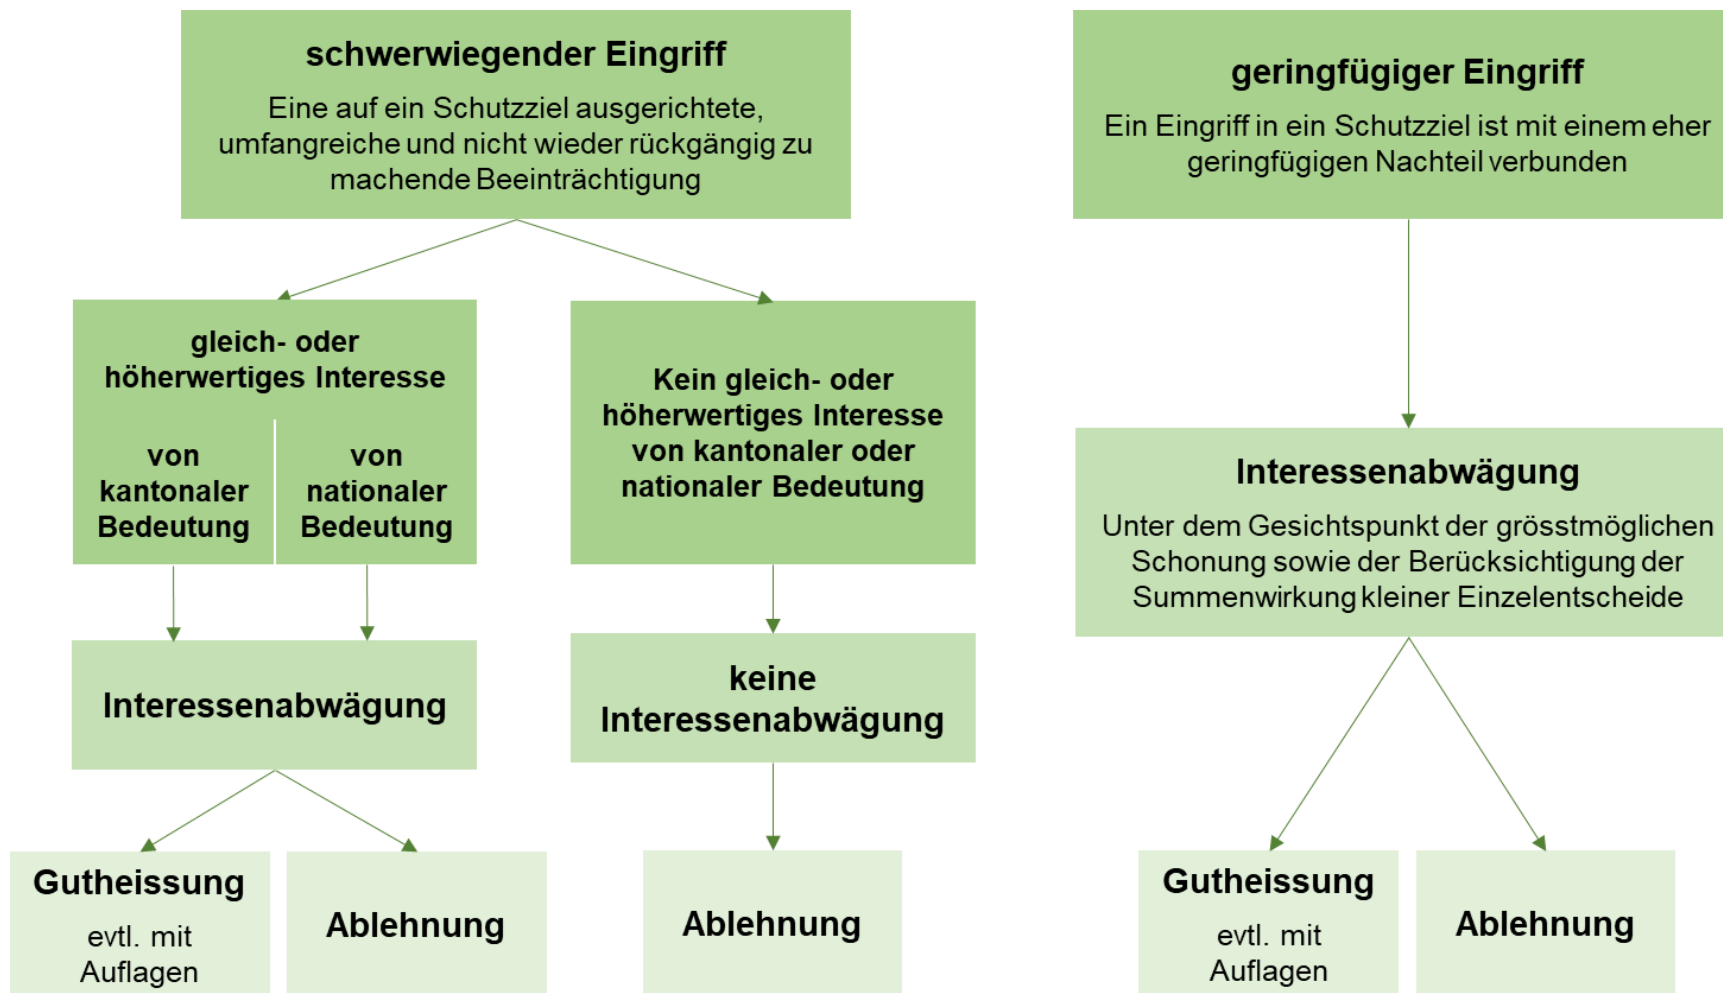 schwerwiegender Eingriff
Eine auf ein Schutzziel ausgerichtete,
umfangreiche und nicht wieder rückgängig zu
machende Beeinträchtigung
geringfügiger Eingriff
Ein Eingriff in ein Schutzziel ist mit einem eher
geringfügigen Nachteil verbunden
gleich- oder
höherwertiges Interesse
von
kantonaler
Bedeutung
von
nationaler
Bedeutung
Kein gleich- oder
höherwertiges Interesse
von kantonaler oder
nationaler Bedeutung
Interessenabwägung
Unter dem Gesichtspunkt der grösstmöglichen
Schonung sowie der Berücksichtigung der
Summenwirkung kleiner Einzelentscheide
Interessenabwägung
keine
Interessenabwägung
Gutheissung
evtl. mit
Auflagen
Ablehnung
Ablehnung
Gutheissung
evtl. mit
Auflagen
Ablehnung